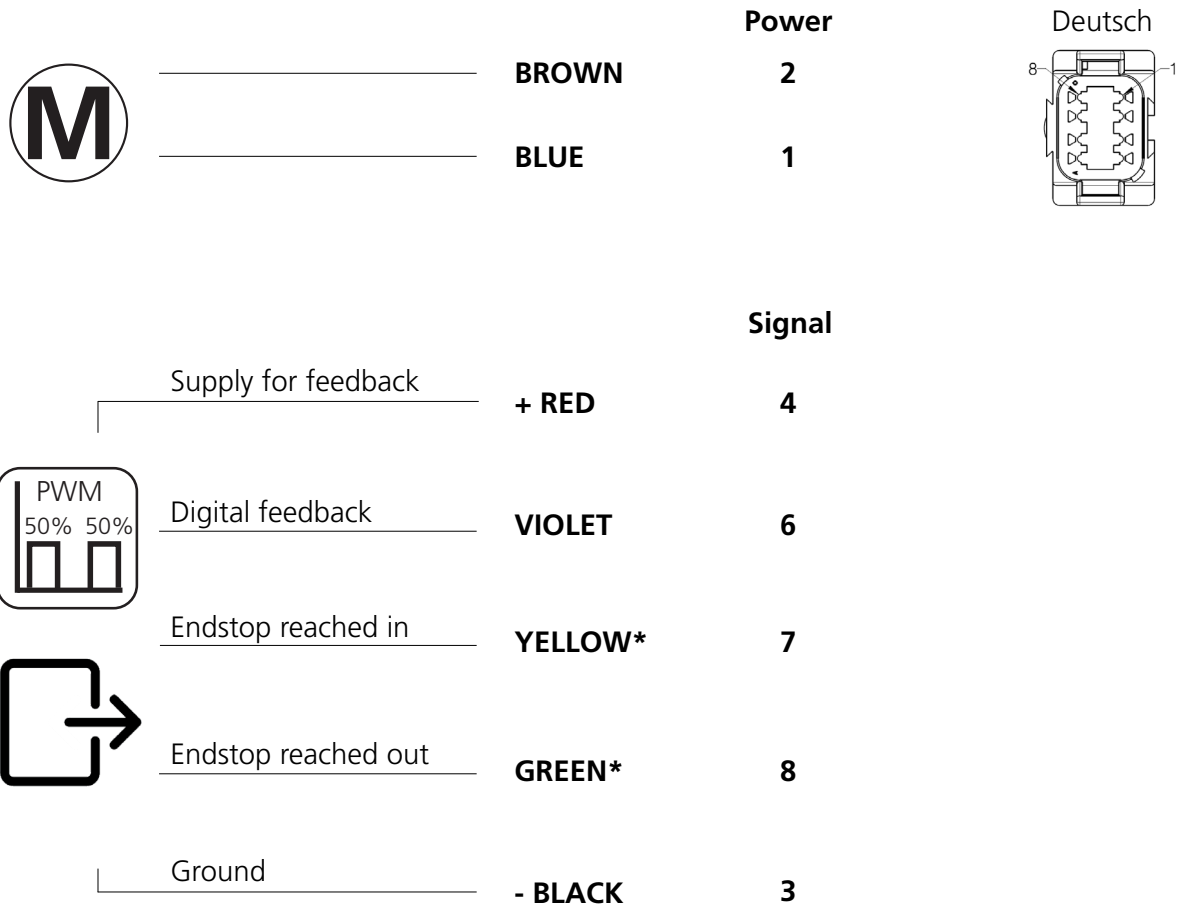 Power Deutsch
M BROWN 2 8 1
BLUE 1
Signal
Supply for feedback
+ RED 4
PWM
50% 50%
Digital feedback
VIOLET 6
Endstop reached in
YELLOW* 7
Endstop reached out
GREEN* 8
Ground
- BLACK 3